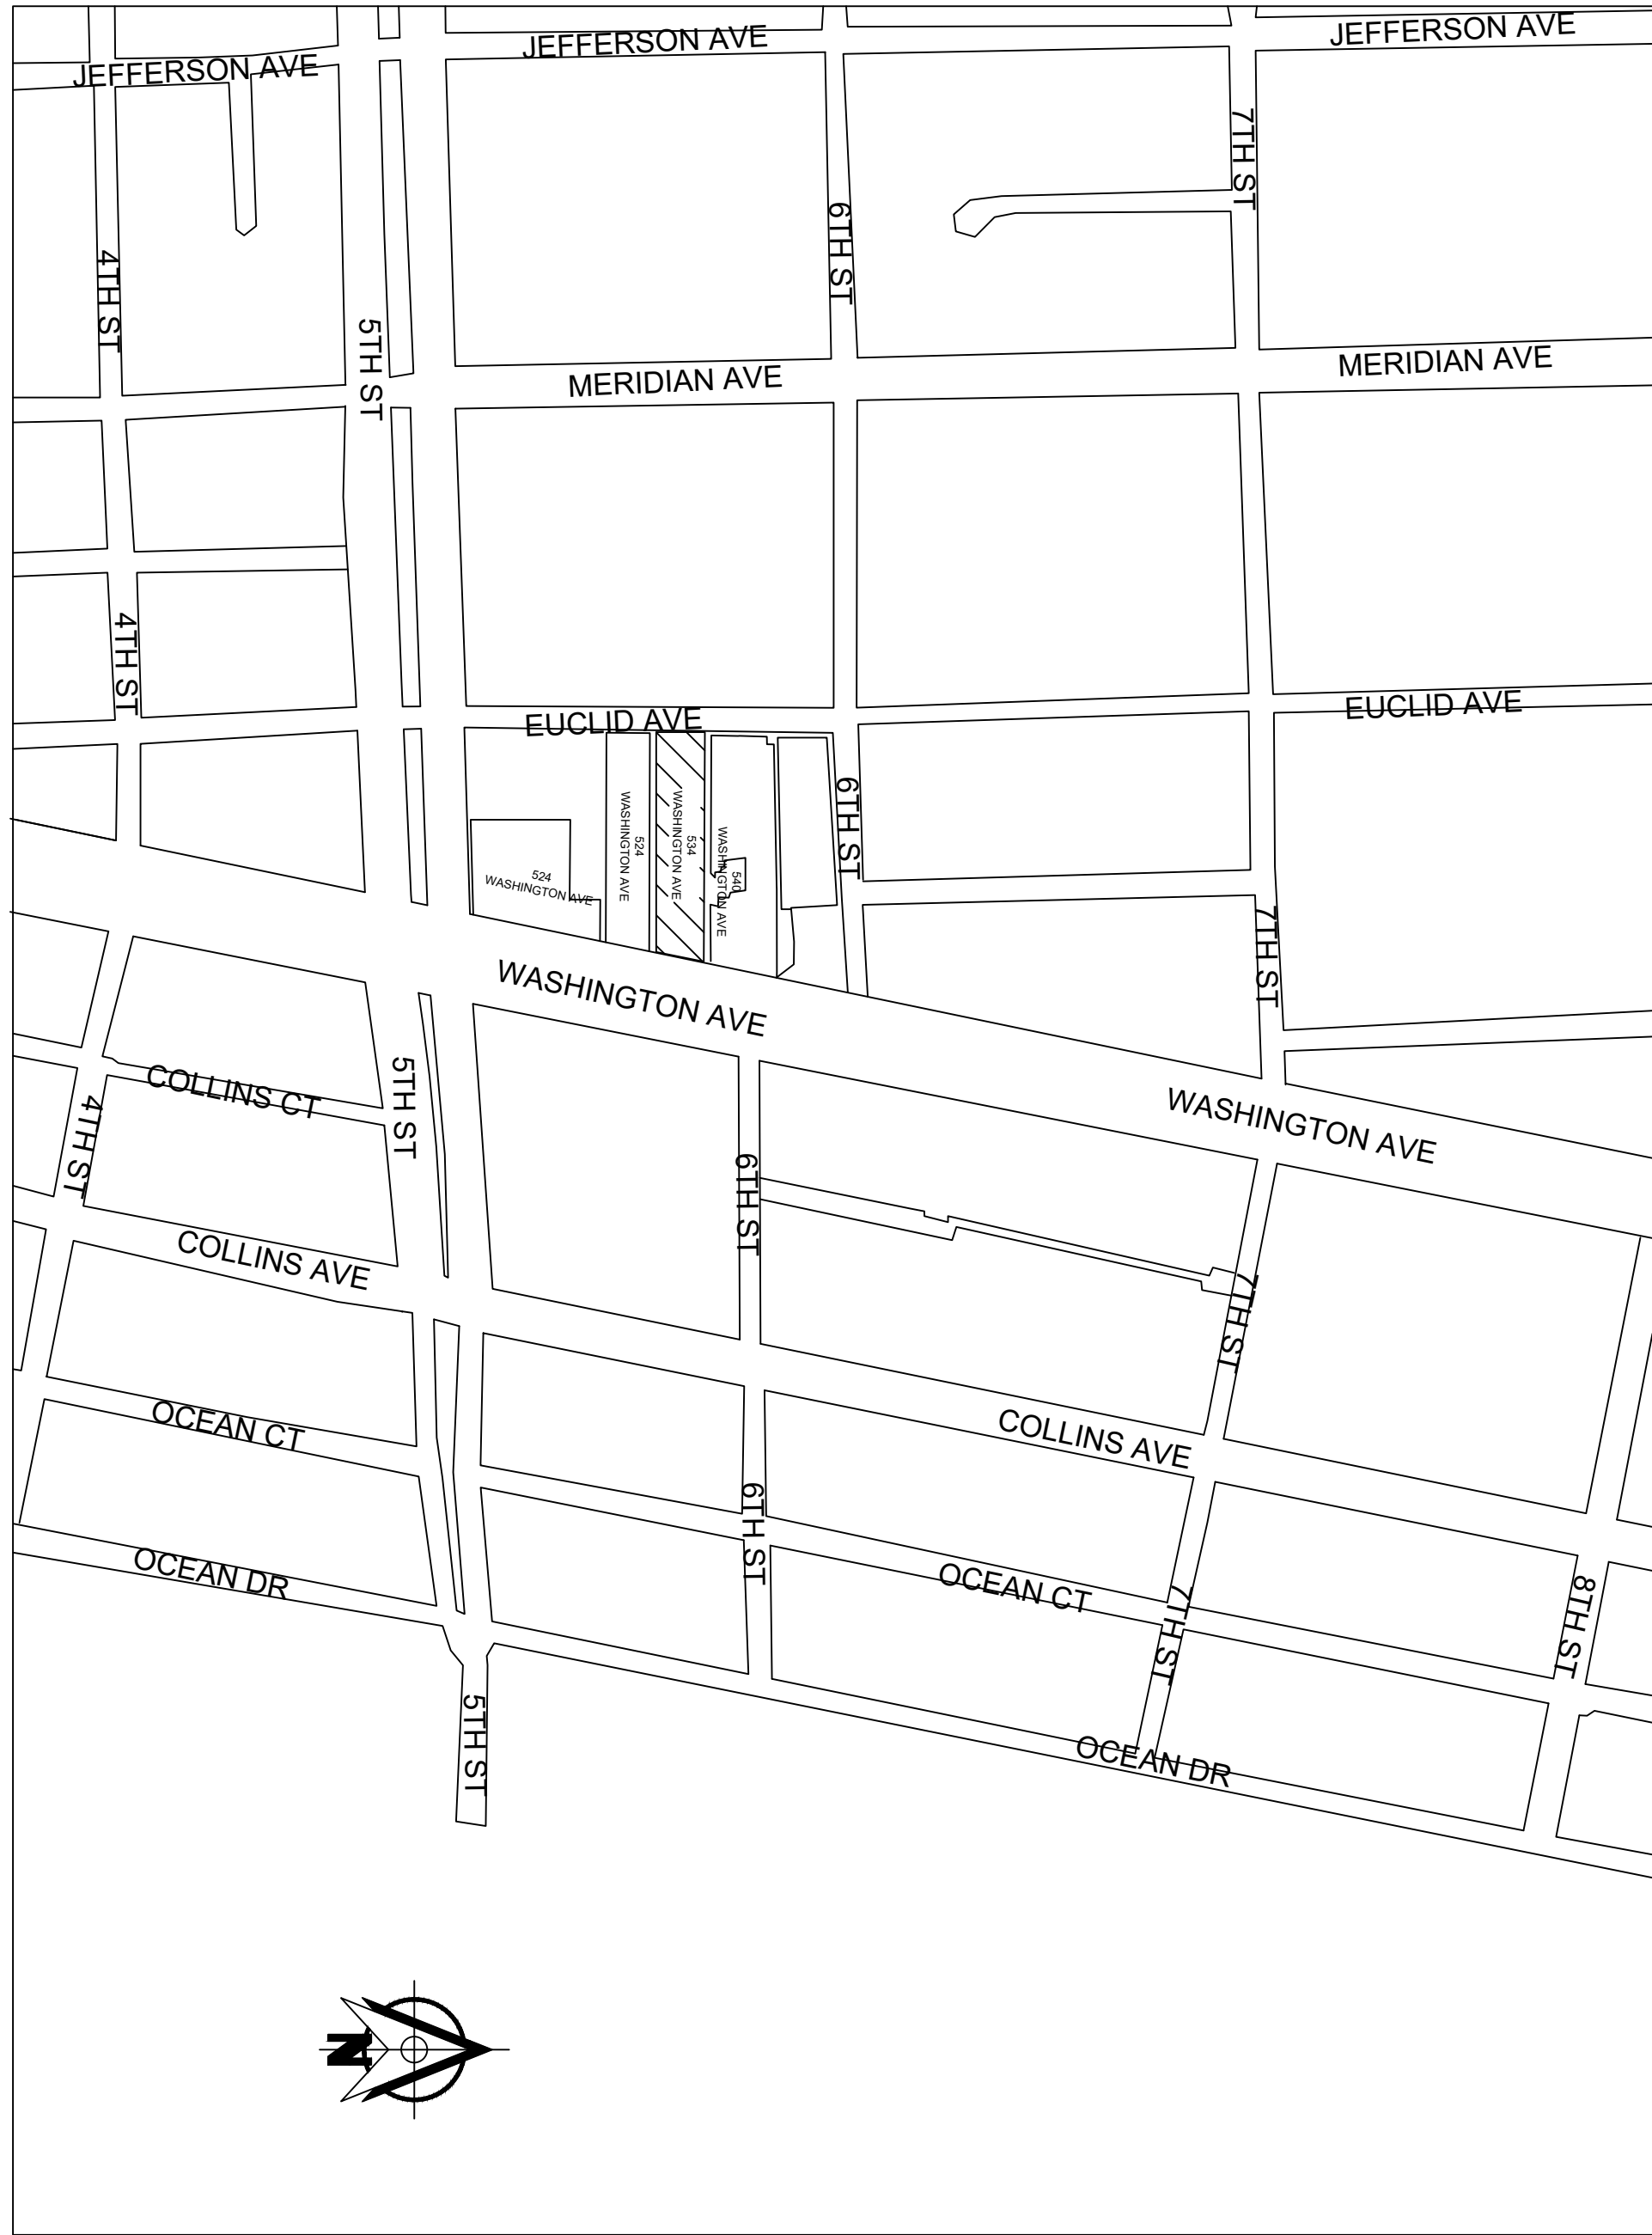 JEFFERSON AVE
JEFFERSON AVE
JEFFERSON AVE
7TH ST
6TH ST
4TH ST
5TH ST
MERIDIAN AVE
MERIDIAN AVE
4TH ST
EUCLID AVE
EUCLID AVE
6TH ST
524
WASHINGTON AVE
524
WASHINGTON AVE
534
WASHINGTON AVE
540
WASHINGTON AVE
7TH ST
WASHINGTON AVE
WASHINGTON AVE
COLLINS CT
5TH ST
4TH ST
6TH ST
COLLINS AVE
7TH ST
OCEAN CT
COLLINS AVE
6TH ST
OCEAN DR
OCEAN CT
7TH ST
8TH ST
5TH ST
OCEAN DR
N